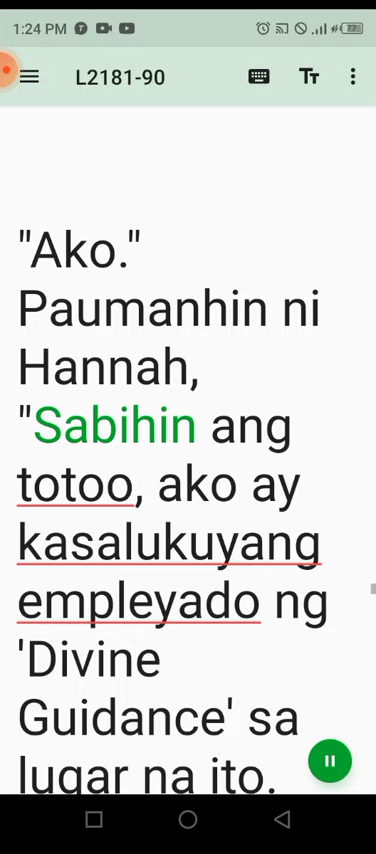 1:24 PM
77
L2181-90
"Ako."
Paumanhin ni
Hannah,
"Sabihin ang
totoo, ako ay
kasalukuyang
empleyado ng
'Divine
Guidance' sa
lugar na ito.